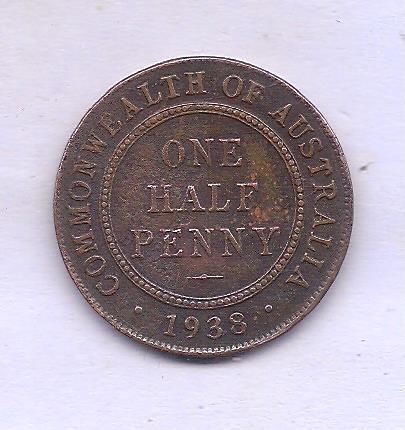 COMMONWEALTH OF AUSTRALIA
ONE
HALF
PENNY
1938